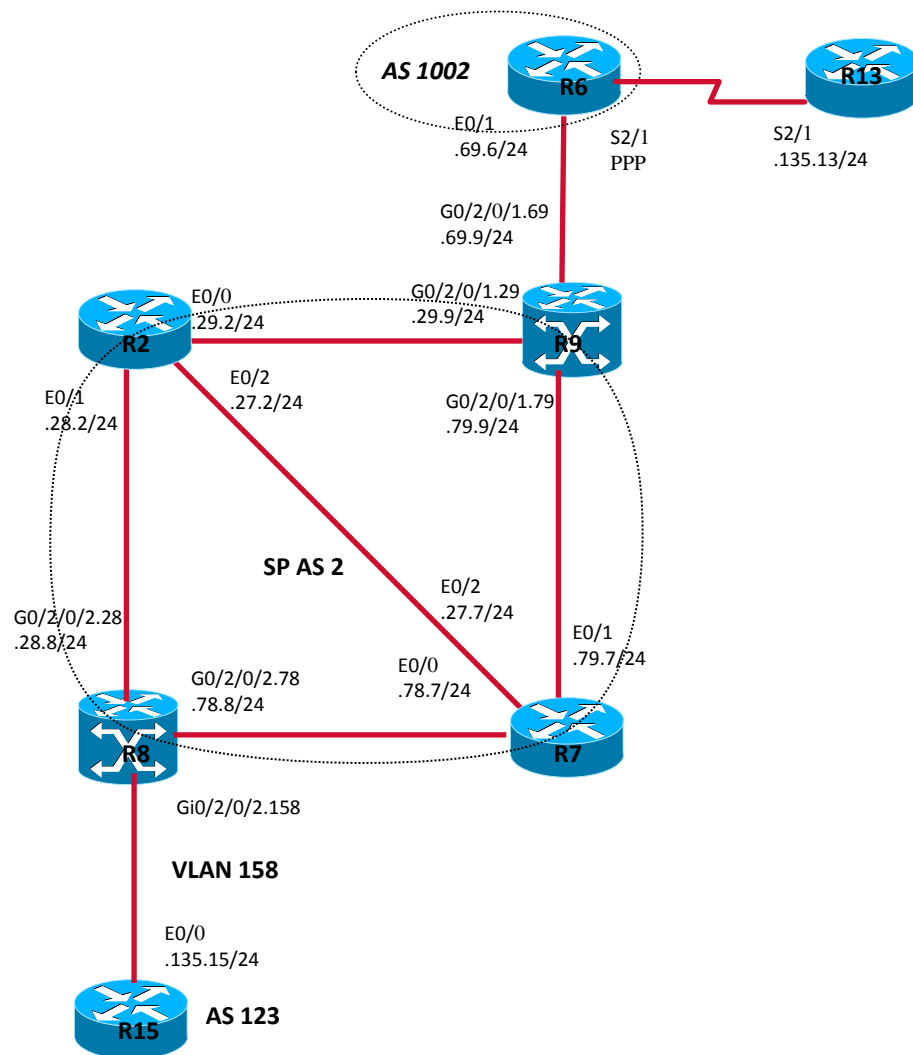 AS 1002
R6
R13
E0/1
.69.6/24
S2/1
PPP
S2/1
.135.13/24
G0/2/0/1.69
.69.9/24
E0/0
.29.2/24
G0/2/0/1.29
.29.9/24
R2
R9
E0/1
.28.2/24
E0/2
.27.2/24
G0/2/0/1.79
.79.9/24
SP AS 2
E0/2
.27.7/24
G0/2/0/2.28
.28.8/24
E0/1
.79.7/24
G0/2/0/2.78
.78.8/24
E0/0
.78.7/24
R8
R7
Gi0/2/0/2.158
VLAN 158
E0/0
.135.15/24
R15
AS 123